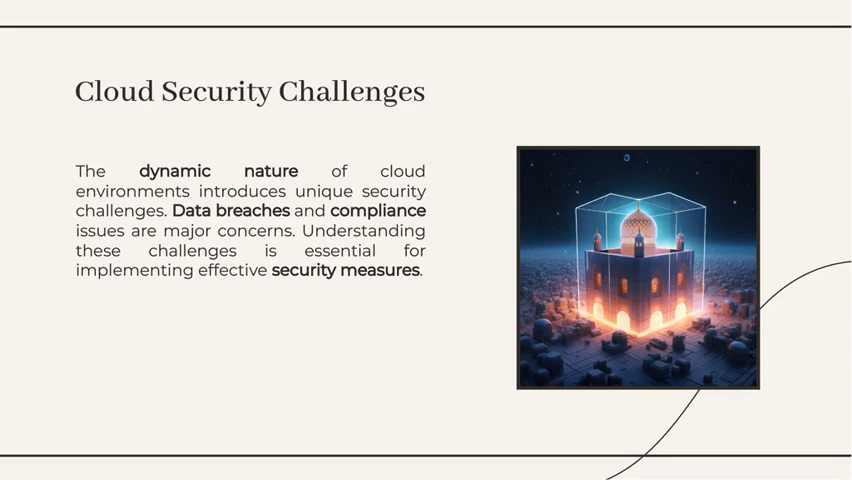 Cloud Security Challenges
The dynamic nature of cloud
environments introduces unique security
challenges. Data breaches and compliance
issues are major concerns. Understanding
these challenges is essential for
implementing effective security measures.